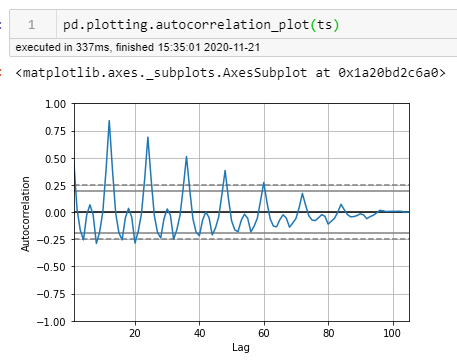 1 pd.plotting.autocorrelation_plot(ts)
executed in 337ms, finished 15:35:01 2020-11-21
<matplotlib.axes._subplots.AxesSubplot at 0x1a20bd2c6a0>
1.00
0.75
0.50
0.25
0.00
−0.25
−0.50
−0.75
−1.00
Autocorrelation
20 40 60 80 100
Lag